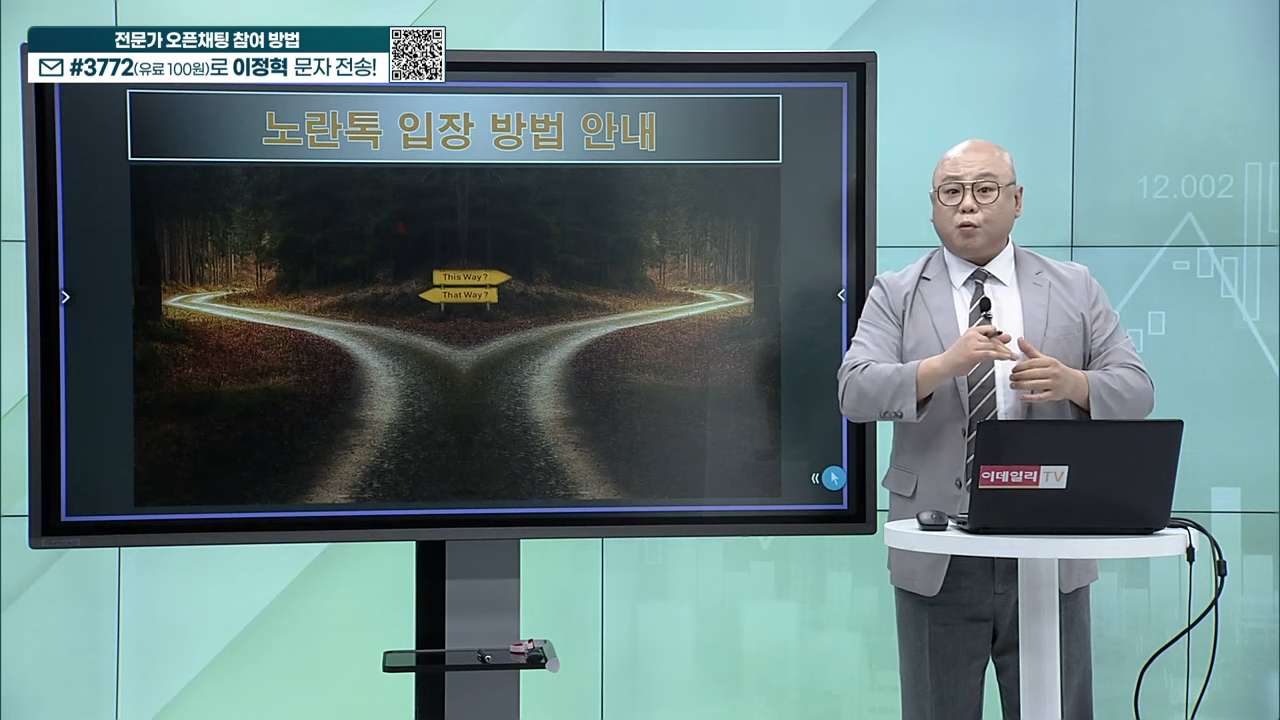 전문가 오픈채팅 참여 방법
#3772(유료 100원)로 이정혁 문자 전송!
노란톡 입장 방법 안내
This Way?
That Way?
12.002
이데일리 TV